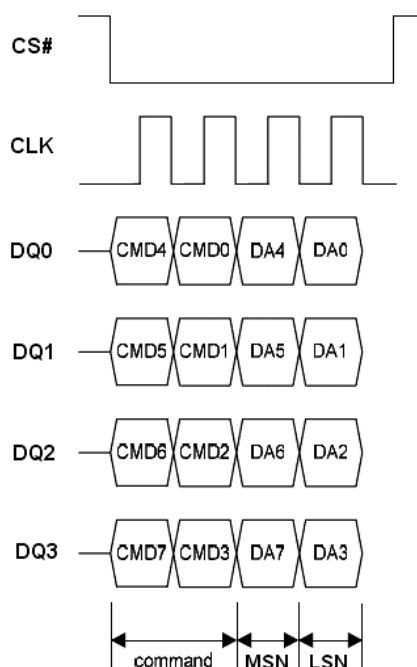 CS#
CLK
DQ0 CMD4 CMD0 DA4 DA0
DQ1 CMD5 CMD1 DA5 DA1
DQ2 CMD6 CMD2 DA6 DA2
DQ3 CMD7 CMD3 DA7 DA3
command MSN LSN